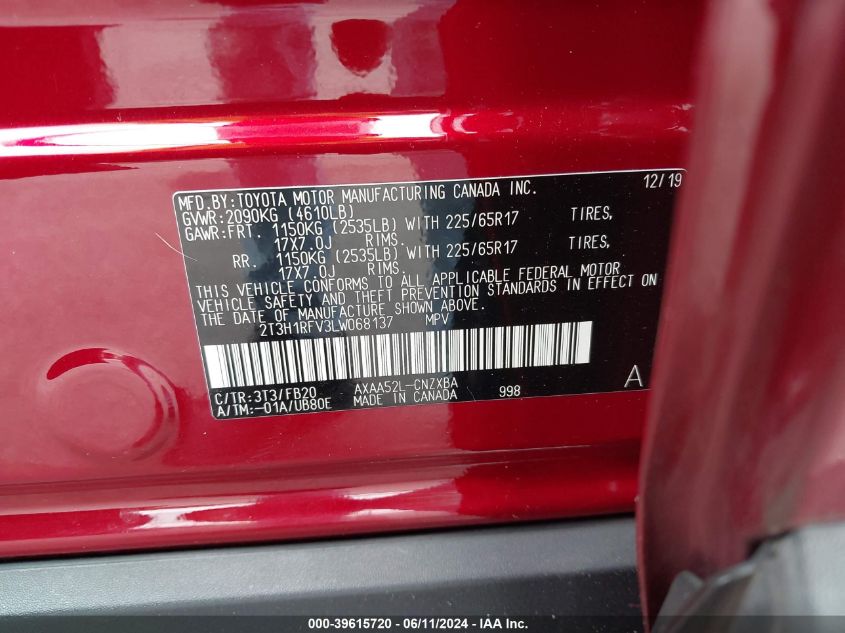 MFD.BY:TOYOTA MOTOR MANUFACTURING CANADA INC. 12/19
GVWR:2090KG (4610LB)
GAWR:FRT. 1150KG (2535LB) WITH 225/65R17 TIRES,
17X7.0J RIMS.
RR. 1150KG (2535LB) WITH 225/65R17 TIRES,
17X7.0J RIMS.
THIS VEHICLE CONFORMS TO ALL APPLICABLE FEDERAL MOTOR
VEHICLE SAFETY AND THEFT PREVENTION STANDARDS IN EFFECT ON
THE DATE OF MANUFACTURE SHOWN ABOVE.
2T3H1RFV3LW068137 MPV
C/TR:3T3/FB20 AXAA52L-CNZXBA A
A/TM:-01A/UB80E MADE IN CANADA 998
000-39615720 - 06/11/2024 - IAA Inc.